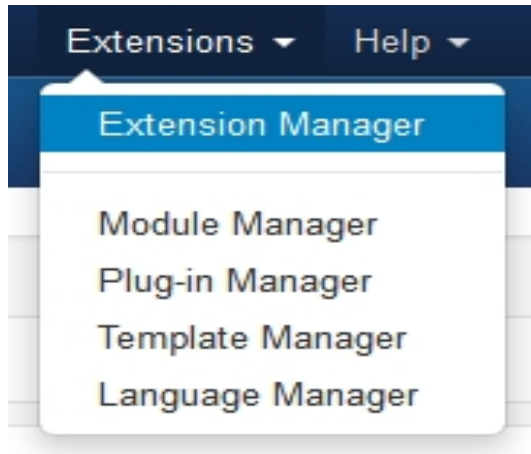 Extensions Help
Extension Manager
Module Manager
Plug-in Manager
Template Manager
Language Manager